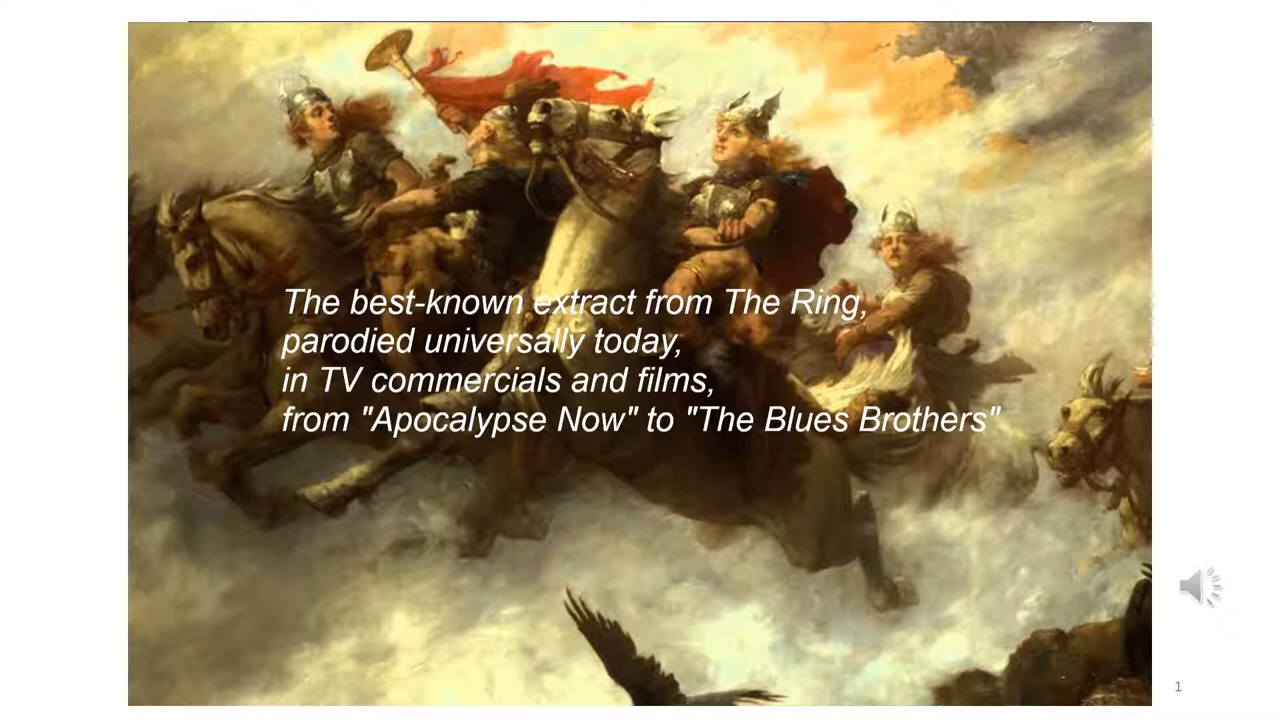 The best-known extract from The Ring,
parodied universally today,
in TV commercials and films,
from "Apocalypse Now" to "The Blues Brothers"
1